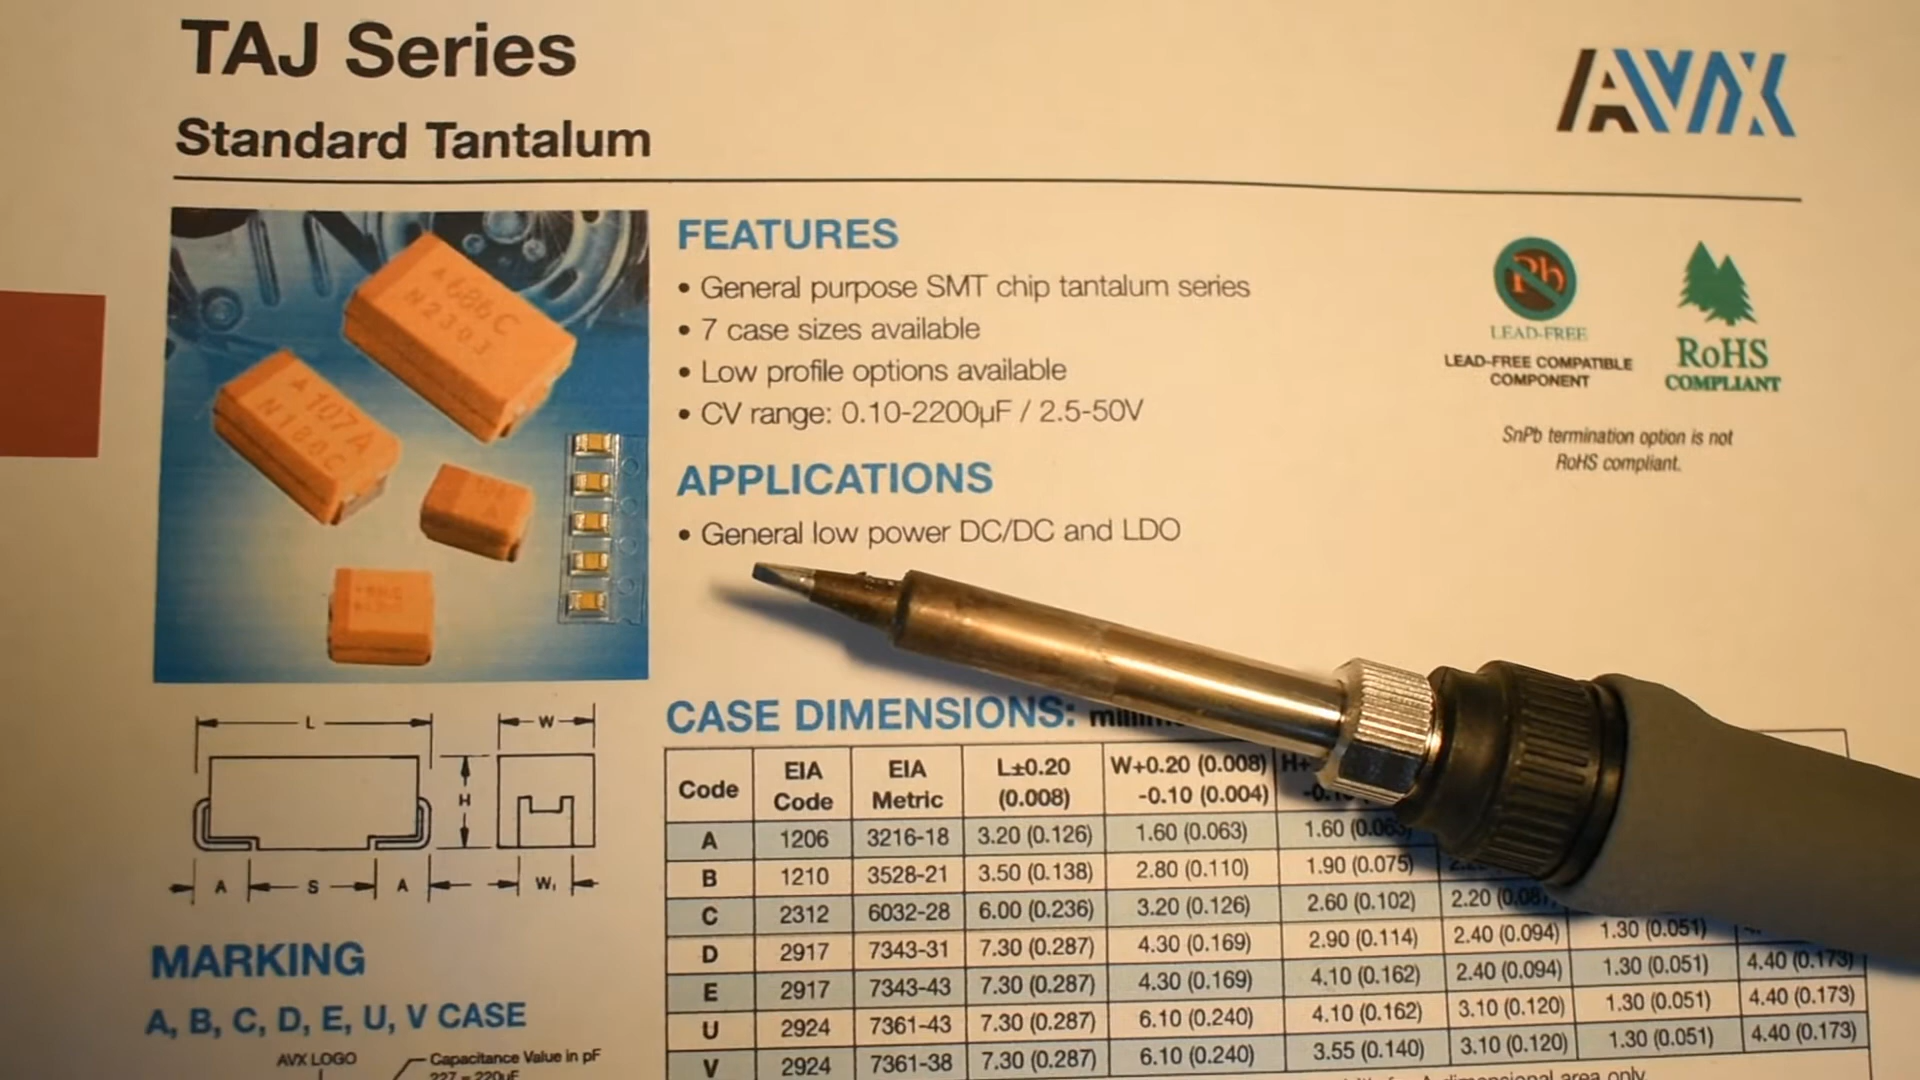 TAJ Series
Standard Tantalum
AVX
FEATURES
• General purpose SMT chip tantalum series
• 7 case sizes available
• Low profile options available
• CV range: 0.10-2200µF / 2.5-50V
APPLICATIONS
• General low power DC/DC and LDO
Pb
LEAD-FREE
LEAD-FREE COMPATIBLE
COMPONENT
RoHS
COMPLIANT
SnPb termination option is not
RoHS compliant.
A686C
N2303
A107A
N188C
L
W
H
A
S
A
W₁
MARKING
A, B, C, D, E, U, V CASE
AVX LOGO
Capacitance Value in pF
227 = 220µF
CASE DIMENSIONS:
Code EIA Code EIA Metric L±0.20 (0.008) W+0.20 (0.008) -0.10 (0.004) H+
A 1206 3216-18 3.20 (0.126) 1.60 (0.063) 1.60 (0.063)
B 1210 3528-21 3.50 (0.138) 2.80 (0.110) 1.90 (0.075)
C 2312 6032-28 6.00 (0.236) 3.20 (0.126) 2.60 (0.102) 2.20 (0.087)
D 2917 7343-31 7.30 (0.287) 4.30 (0.169) 2.90 (0.114) 2.40 (0.094) 1.30 (0.051)
E 2917 7343-43 7.30 (0.287) 4.30 (0.169) 4.10 (0.162) 2.40 (0.094) 1.30 (0.051) 4.40 (0.173)
U 2924 7361-43 7.30 (0.287) 6.10 (0.240) 4.10 (0.162) 3.10 (0.120) 1.30 (0.051) 4.40 (0.173)
V 2924 7361-38 7.30 (0.287) 6.10 (0.240) 3.55 (0.140) 3.10 (0.120) 1.30 (0.051) 4.40 (0.173)
dimensional area only